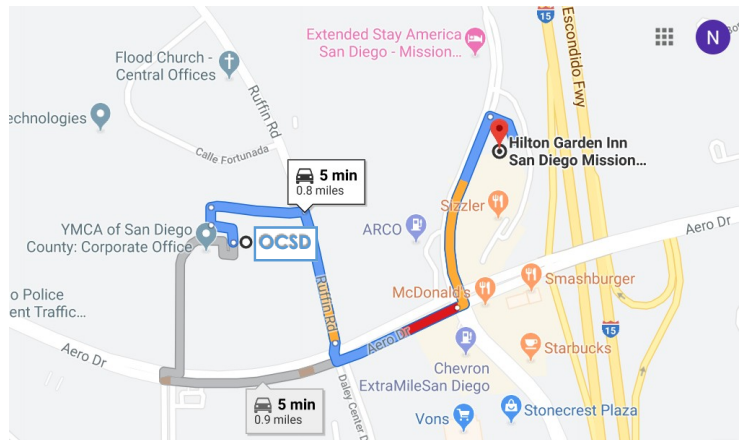 15
Escondido Fwy
N
Extended Stay America
San Diego - Mission...
Flood Church -
Central Offices
echnologies
Ruffin Rd
Calle Fortunada
Hilton Garden Inn
San Diego Mission...
5 min
0.8 miles
Sizzler
YMCA of San Diego
County: Corporate Office
OCSD
ARCO
Aero Dr
McDonald's
Smashburger
o Police
ent Traffic...
Ruffin Rd
15
Aero Dr
Starbucks
Aero Dr
Chevron
ExtraMileSan Diego
5 min
0.9 miles
Daley Center D
Vons
Stonecrest Plaza